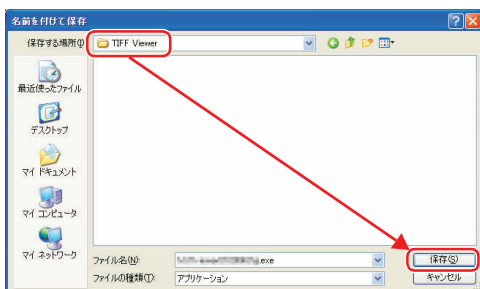 名前を付けて保存
保存する場所(I)
TIFF Viewer
最近使ったファイル
デスクトップ
マイ ドキュメント
マイ コンピュータ
マイ ネットワーク
ファイル名(N):
.exe
保存(S)
ファイルの種類(T):
アプリケーション
キャンセル